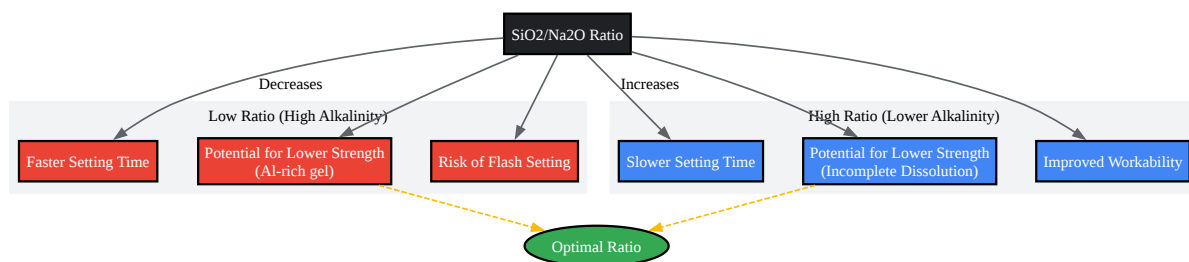 SiO2/Na2O Ratio
Decreases
Increases
Low Ratio (High Alkalinity)
High Ratio (Lower Alkalinity)
Faster Setting Time
Potential for Lower Strength
(Al-rich gel)
Risk of Flash Setting
Slower Setting Time
Potential for Lower Strength
(Incomplete Dissolution)
Improved Workability
Optimal Ratio